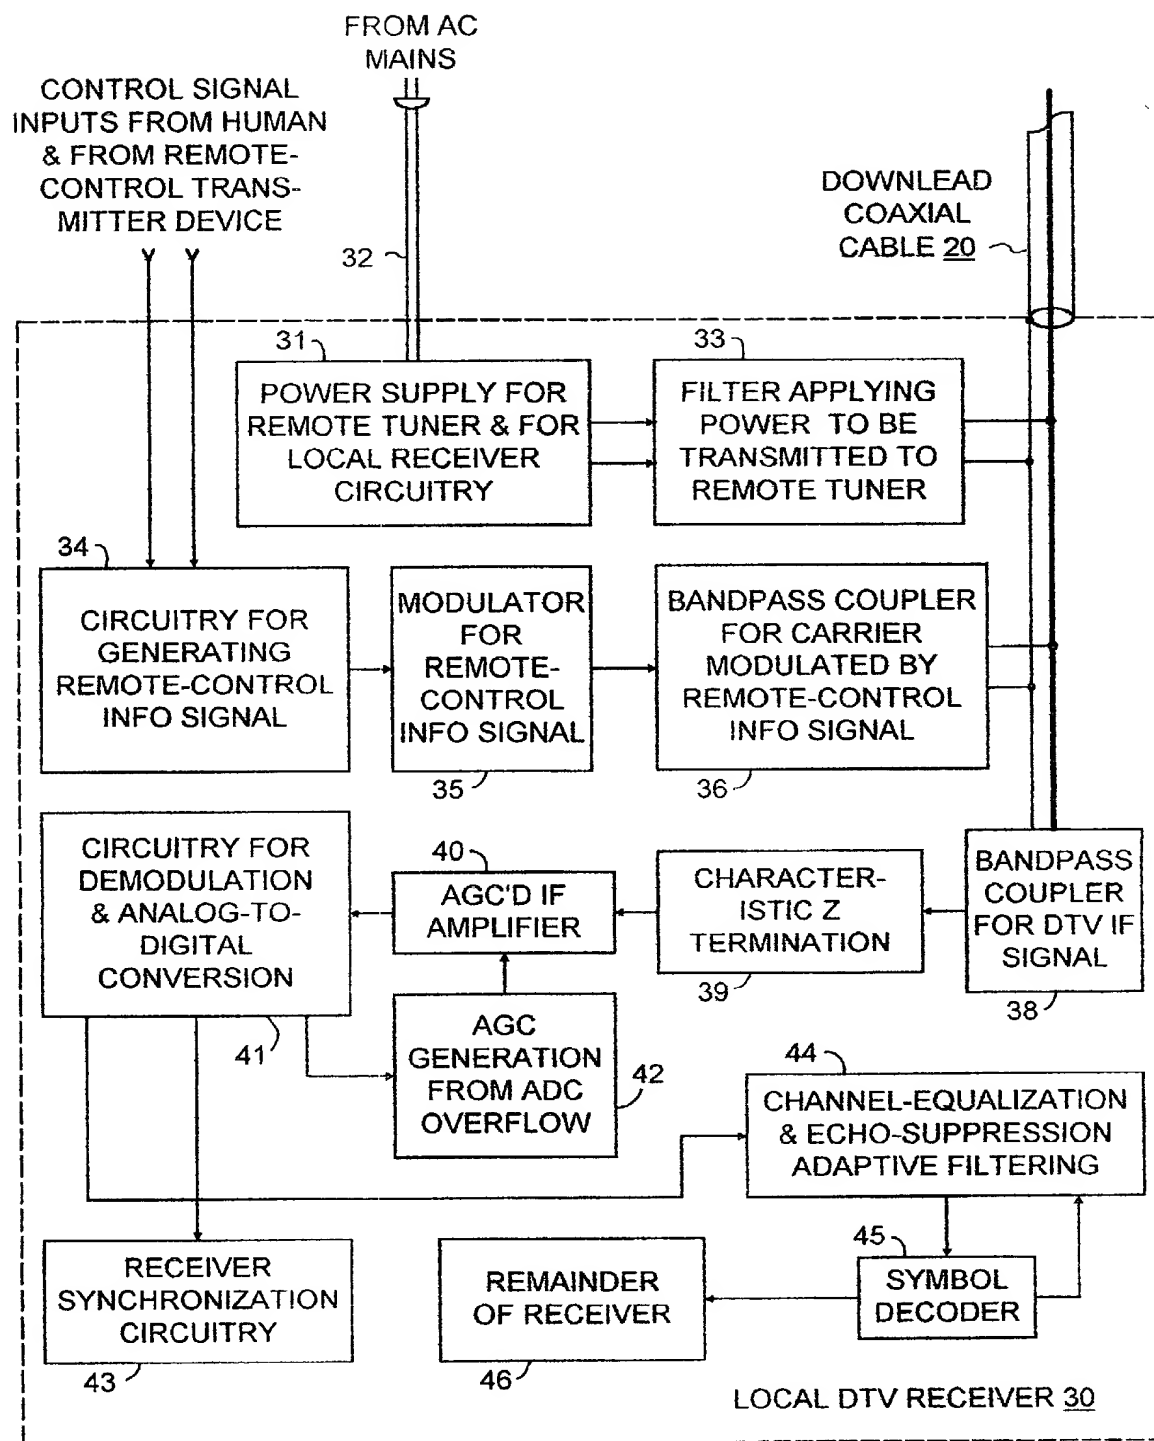 FROM AC
MAINS
CONTROL SIGNAL
INPUTS FROM HUMAN
& FROM REMOTE-
CONTROL TRANS-
MITTER DEVICE
32
DOWNLEAD
COAXIAL
CABLE 20
31
POWER SUPPLY FOR
REMOTE TUNER & FOR
LOCAL RECEIVER
CIRCUITRY
33
FILTER APPLYING
POWER TO BE
TRANSMITTED TO
REMOTE TUNER
34
CIRCUITRY FOR
GENERATING
REMOTE-CONTROL
INFO SIGNAL
MODULATOR
FOR
REMOTE-
CONTROL
INFO SIGNAL
35
BANDPASS COUPLER
FOR CARRIER
MODULATED BY
REMOTE-CONTROL
INFO SIGNAL
36
CIRCUITRY FOR
DEMODULATION
& ANALOG-TO-
DIGITAL
CONVERSION
41
40
AGC'D IF
AMPLIFIER
CHARACTER-
ISTIC Z
TERMINATION
39
BANDPASS
COUPLER
FOR DTV IF
SIGNAL
38
AGC
GENERATION
FROM ADC
OVERFLOW
42
44
CHANNEL-EQUALIZATION
& ECHO-SUPPRESSION
ADAPTIVE FILTERING
RECEIVER
SYNCHRONIZATION
CIRCUITRY
43
REMAINDER
OF RECEIVER
46
45
SYMBOL
DECODER
LOCAL DTV RECEIVER 30